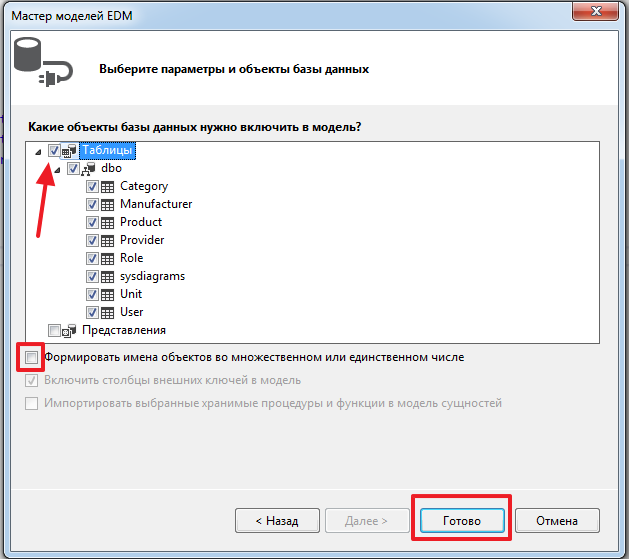 Мастер моделей EDM
Выберите параметры и объекты базы данных
Какие объекты базы данных нужно включить в модель?
Таблицы
dbo
Category
Manufacturer
Product
Provider
Role
sysdiagrams
Unit
User
Представления
Формировать имена объектов во множественном или единственном числе
Включить столбцы внешних ключей в модель
Импортировать выбранные хранимые процедуры и функции в модель сущностей
< Назад
Далее >
Готово
Отмена